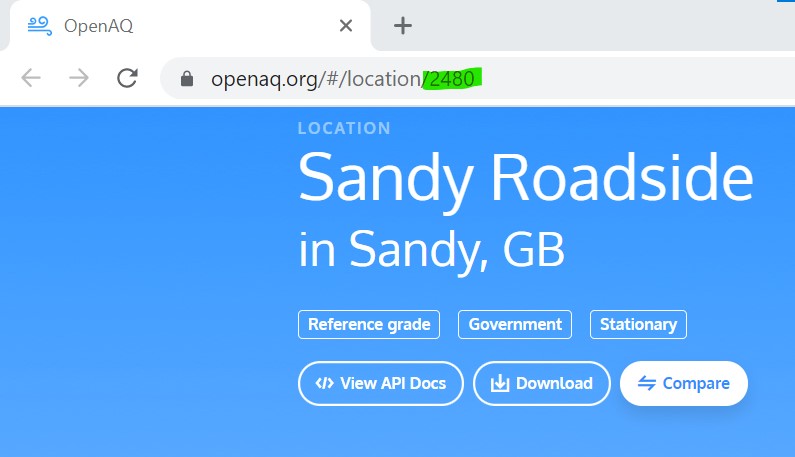 OpenAQ
openaq.org/#/location/2480
LOCATION
Sandy Roadside
in Sandy, GB
Reference grade Government Stationary
View API Docs Download Compare